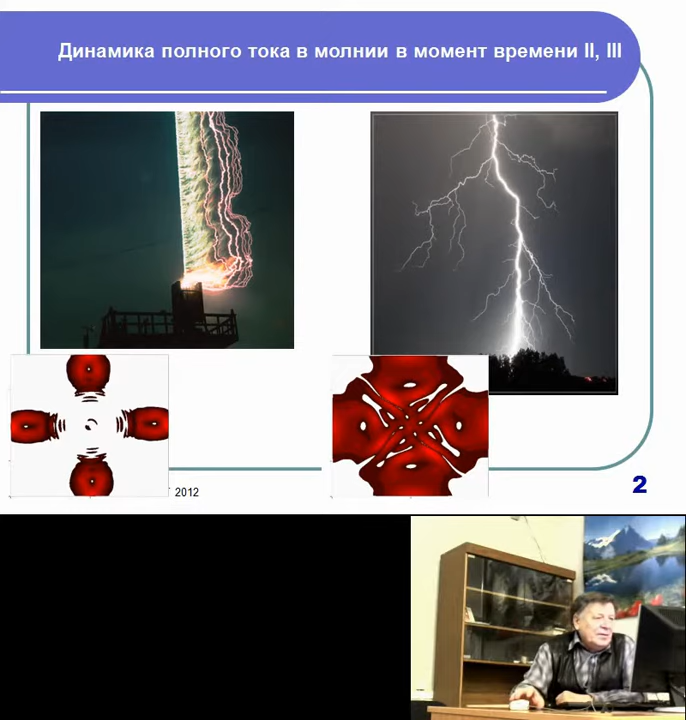 Динамика полного тока в молнии в момент времени II, III
2012
2